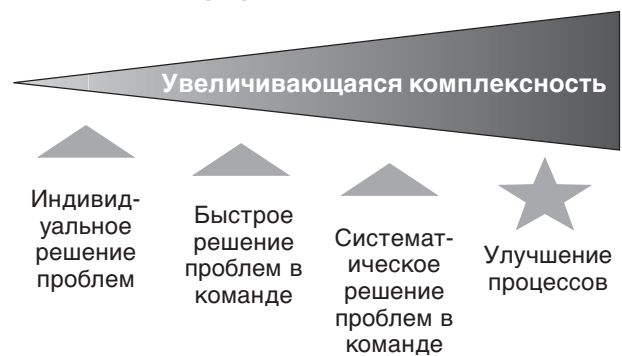 Увеличивающаяся комплексность
Индивид-
уальное
решение
проблем
Быстрое
решение
проблем в
команде
Системат-
ическое
решение
проблем в
команде
Улучшение
процессов